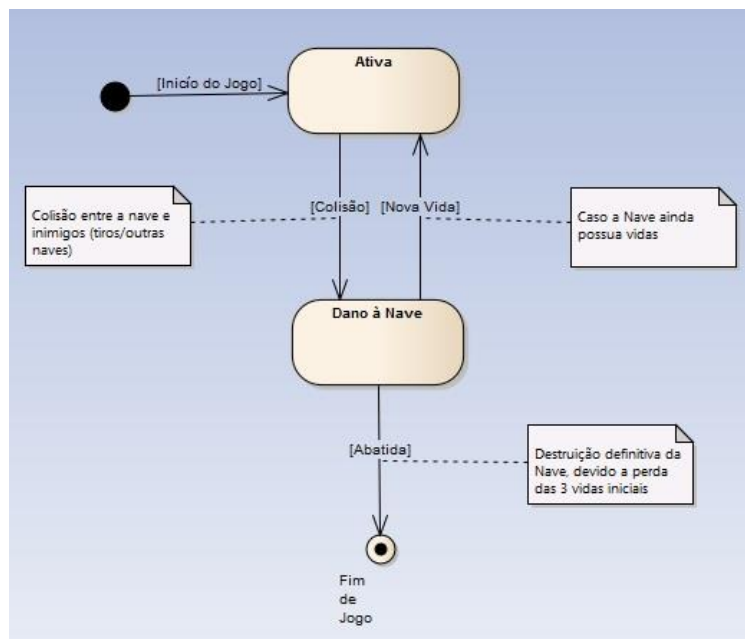 Ativa
[Inicío do Jogo]
[Colisão]
[Nova Vida]
Colisão entre a nave e
inimigos (tiros/outras
naves)
Caso a Nave ainda
possua vidas
Dano à Nave
[Abatida]
Destruição definitiva da
Nave, devido a perda
das 3 vidas iniciais
Fim
de
Jogo